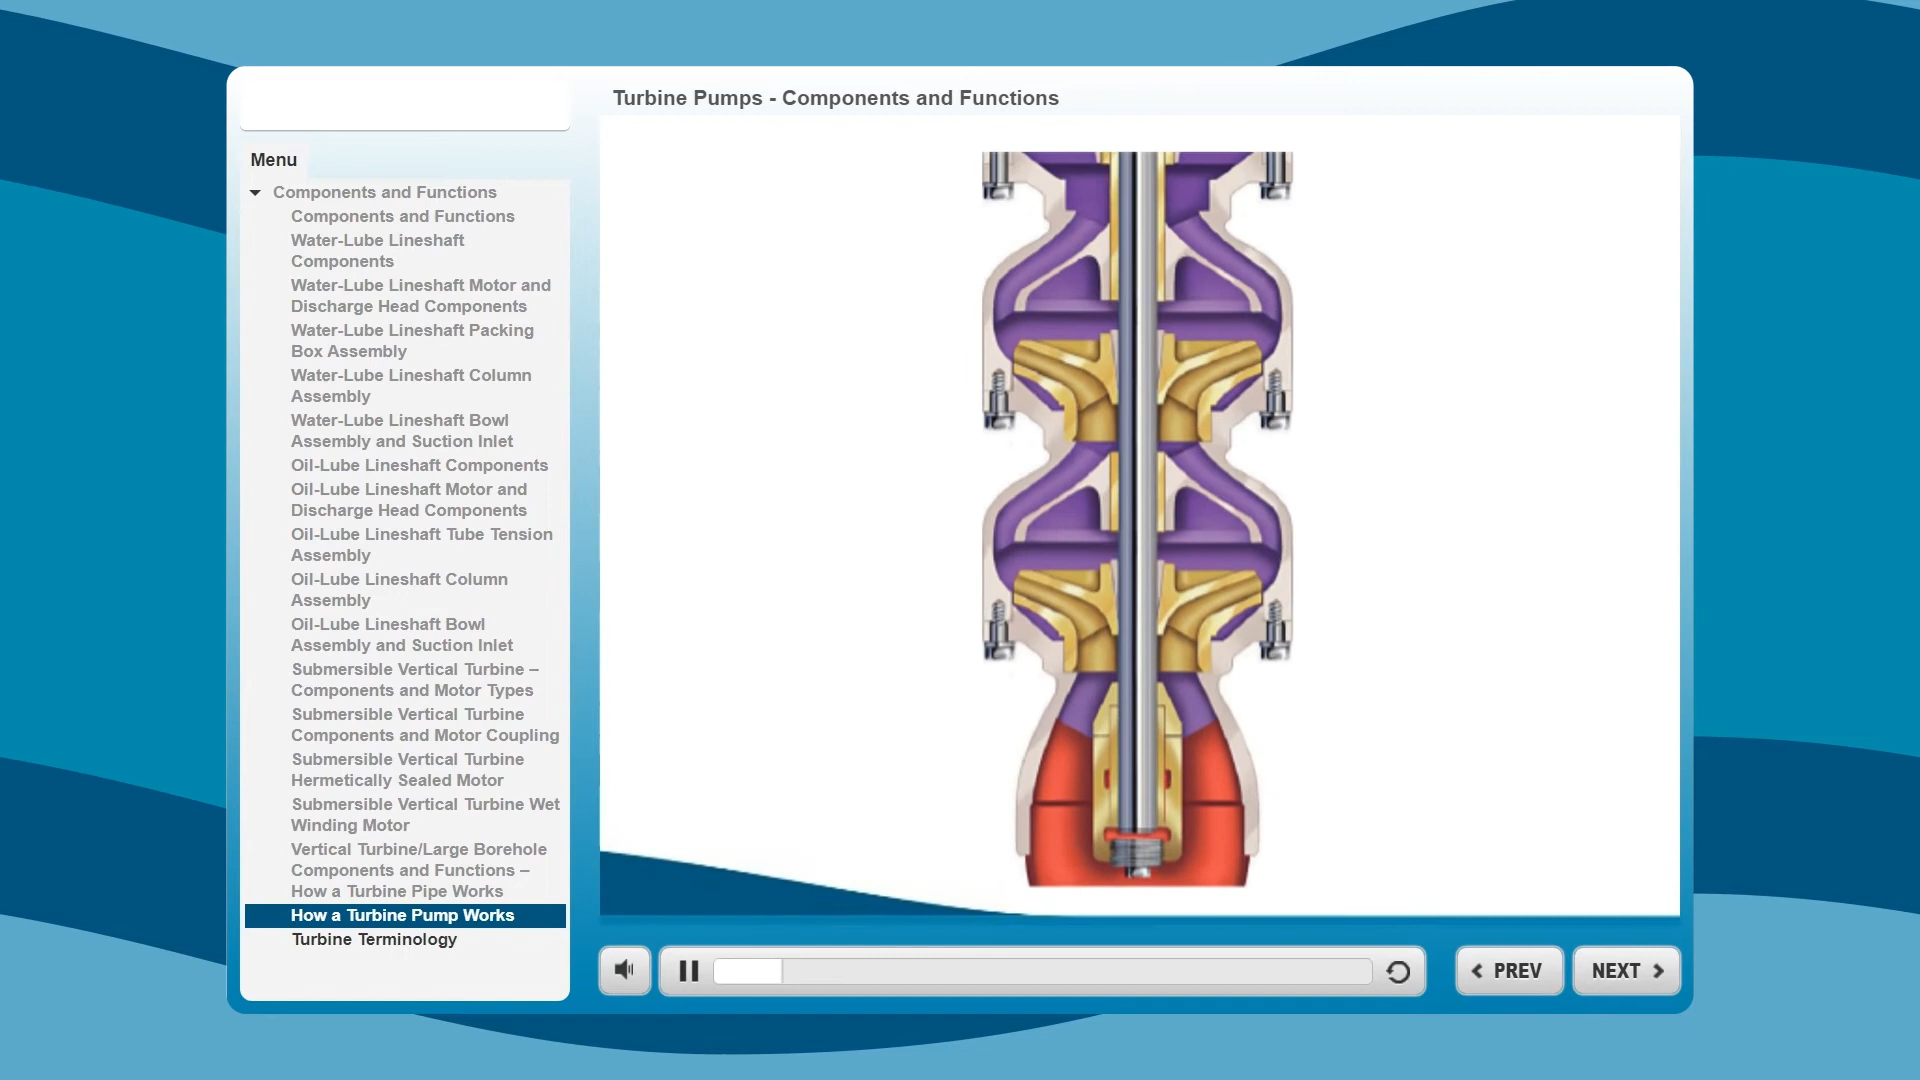 Turbine Pumps - Components and Functions
Menu
Components and Functions
Components and Functions
Water-Lube Lineshaft
Components
Water-Lube Lineshaft Motor and
Discharge Head Components
Water-Lube Lineshaft Packing
Box Assembly
Water-Lube Lineshaft Column
Assembly
Water-Lube Lineshaft Bowl
Assembly and Suction Inlet
Oil-Lube Lineshaft Components
Oil-Lube Lineshaft Motor and
Discharge Head Components
Oil-Lube Lineshaft Tube Tension
Assembly
Oil-Lube Lineshaft Column
Assembly
Oil-Lube Lineshaft Bowl
Assembly and Suction Inlet
Submersible Vertical Turbine –
Components and Motor Types
Submersible Vertical Turbine
Components and Motor Coupling
Submersible Vertical Turbine
Hermetically Sealed Motor
Submersible Vertical Turbine Wet
Winding Motor
Vertical Turbine/Large Borehole
Components and Functions –
How a Turbine Pipe Works
How a Turbine Pump Works
Turbine Terminology
PREV
NEXT